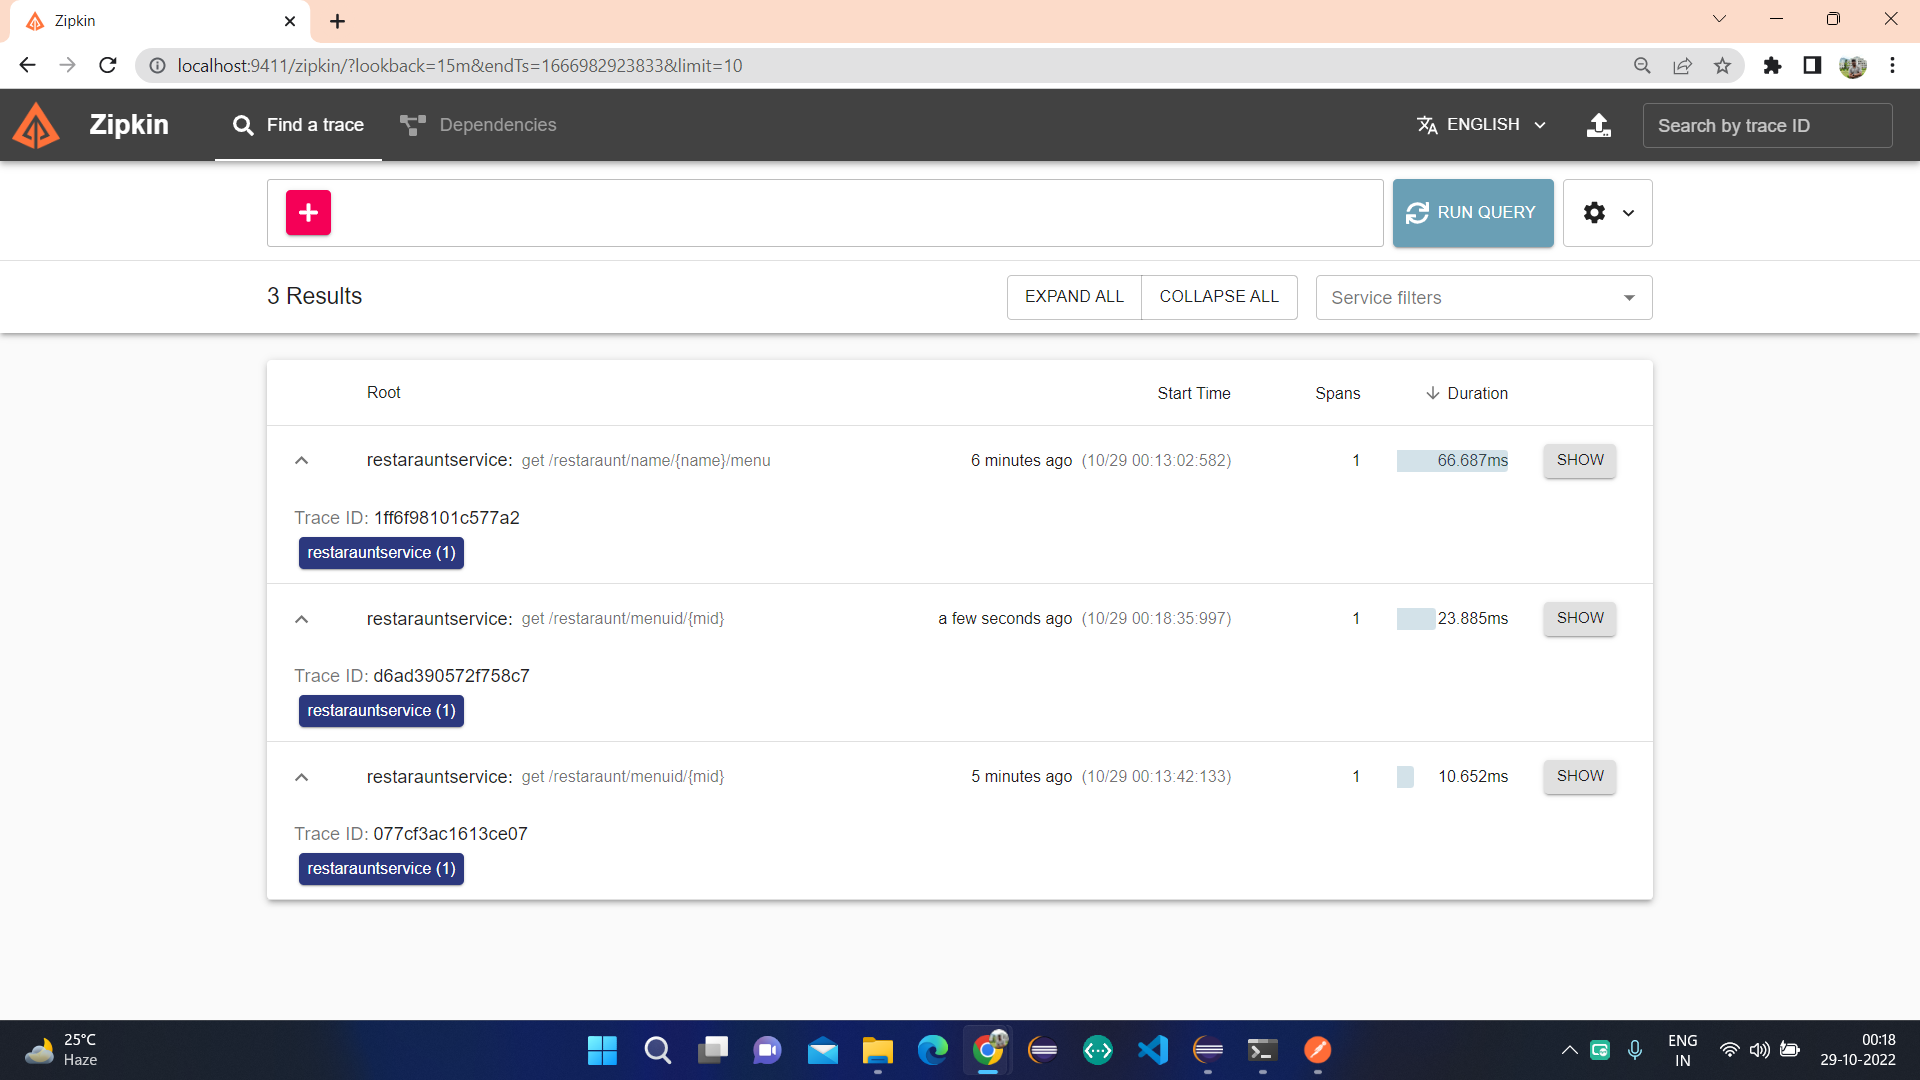 Zipkin
localhost:9411/zipkin/?lookback=15m&endTs=1666982923833&limit=10
Zipkin
Find a trace
Dependencies
ENGLISH
Search by trace ID
RUN QUERY
3 Results
EXPAND ALL
COLLAPSE ALL
Service filters
Root Start Time Spans Duration
restarauntservice: get /restaraunt/name/{name}/menu 6 minutes ago (10/29 00:13:02:582) 1 66.687ms SHOW
Trace ID: 1ff6f98101c577a2
restarauntservice (1)
restarauntservice: get /restaraunt/menuid/{mid} a few seconds ago (10/29 00:18:35:997) 1 23.885ms SHOW
Trace ID: d6ad390572f758c7
restarauntservice (1)
restarauntservice: get /restaraunt/menuid/{mid} 5 minutes ago (10/29 00:13:42:133) 1 10.652ms SHOW
Trace ID: 077cf3ac1613ce07
restarauntservice (1)
25°C
Haze
ENG
IN
00:18
29-10-2022